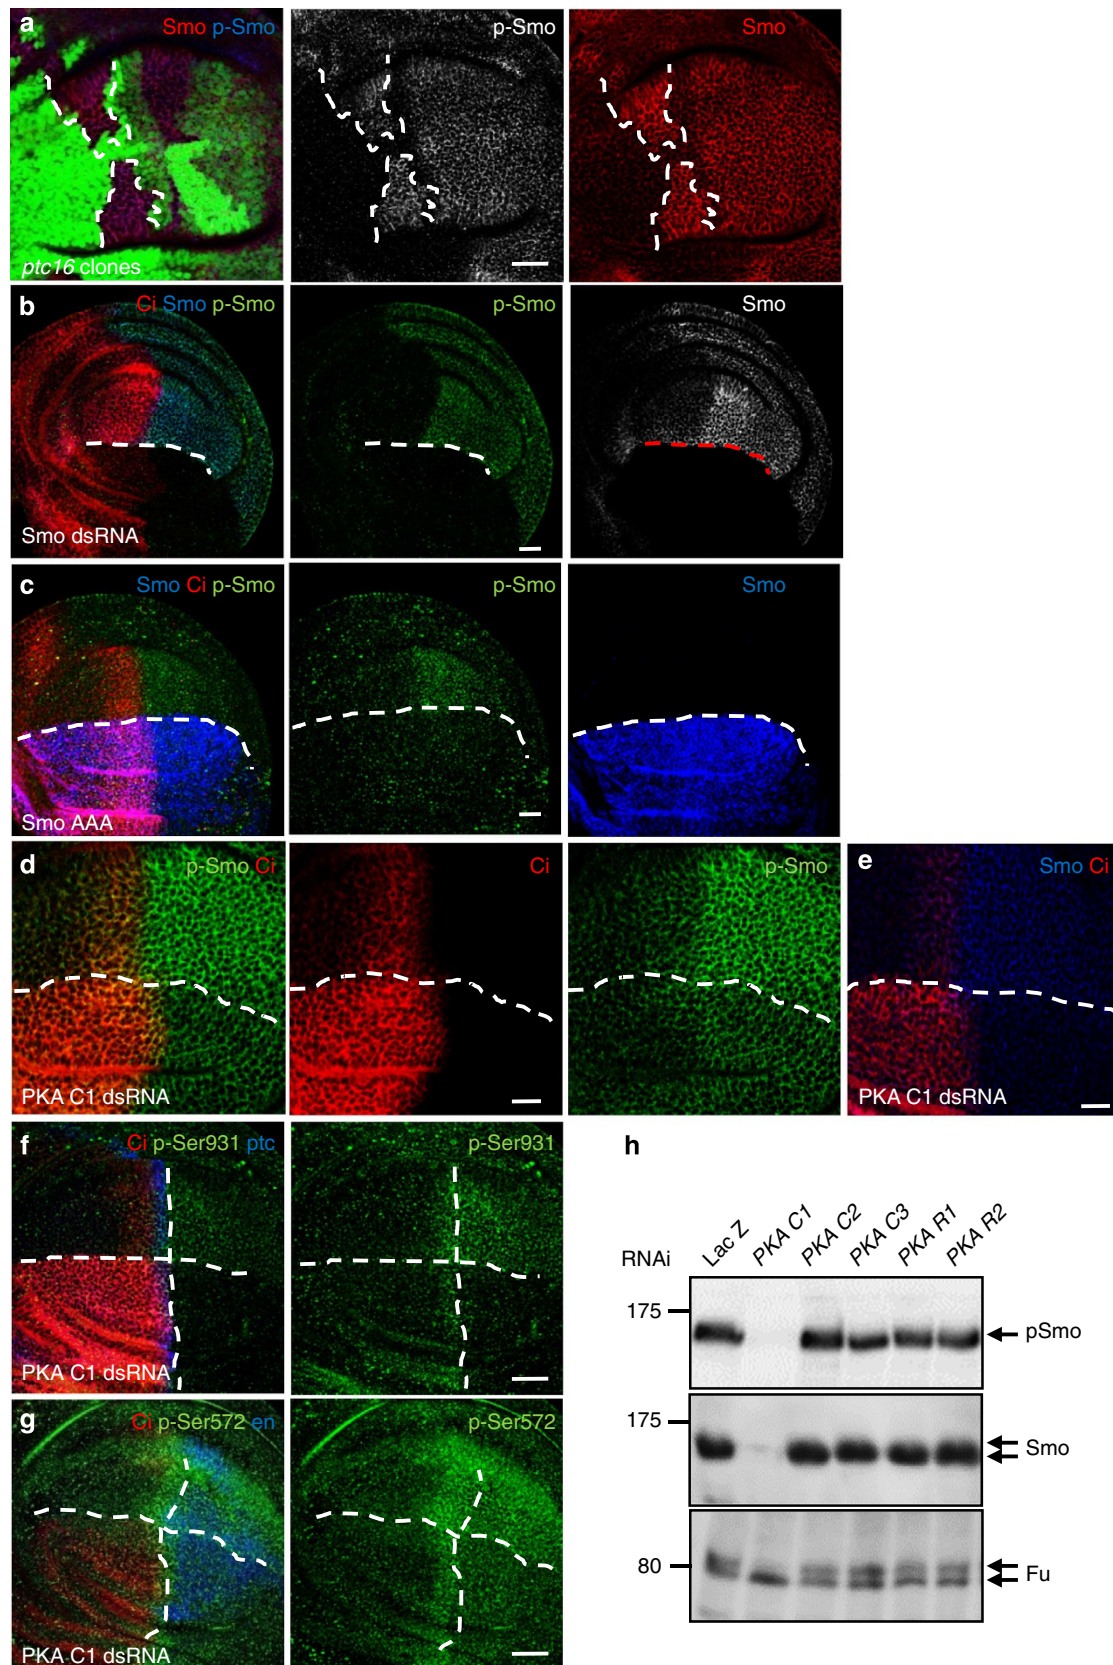 a
Smo p-Smo
p-Smo
Smo
ptc16 clones
b
Ci Smo p-Smo
p-Smo
Smo
Smo dsRNA
c
Smo Ci p-Smo
p-Smo
Smo
Smo AAA
d
p-Smo Ci
Ci
p-Smo
PKA C1 dsRNA
e
Smo Ci
PKA C1 dsRNA
f
Ci p-Ser931 ptc
p-Ser931
PKA C1 dsRNA
g
Ci p-Ser572 en
p-Ser572
PKA C1 dsRNA
h
RNAi
Lac Z
PKA C1
PKA C2
PKA C3
PKA R1
PKA R2
175
pSmo
175
Smo
80
Fu